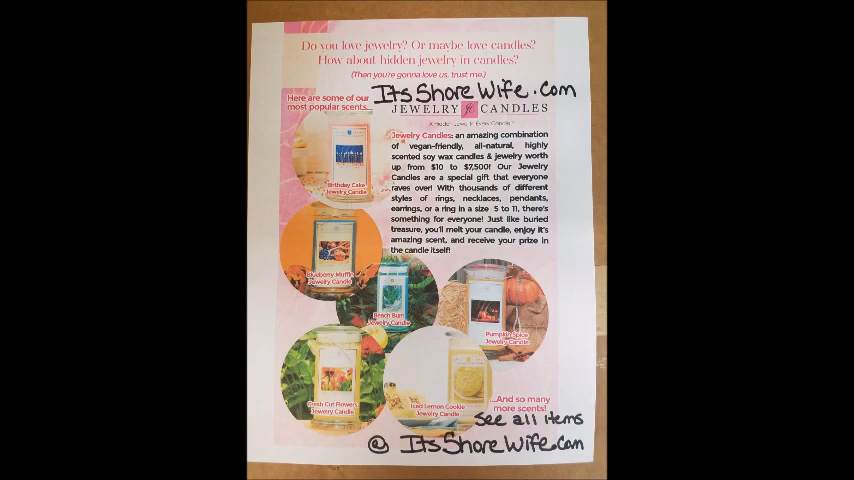 Do you love jewelry? Or maybe love candles?
How about hidden jewelry in candles?
(Then you're gonna love us, trust me.)
ItsShoreWife.com
Here are some of our
most popular scents...
JEWELRY CANDLES
A Hidden Jewel In Every Candle
Jewelry Candles: an amazing combination
of vegan-friendly, all-natural, highly
scented soy wax candles & jewelry worth
up from $10 to $7,500! Our Jewelry
Candles are a special gift that everyone
raves over! With thousands of different
styles of rings, necklaces, pendants,
earrings, or a ring in a size 5 to 11, there's
something for everyone! Just like buried
treasure, you'll melt your candle, enjoy it's
amazing scent, and receive your prize in
the candle itself!
Birthday Cake
Jewelry Candle
Blueberry Muffin
Jewelry Candle
Beach Bum
Jewelry Candle
Pumpkin Spice
Jewelry Candle
Fresh Cut Flowers
Jewelry Candle
Iced Lemon Cookie
Jewelry Candle
...And so many
more scents!
See all items
@ ItsShoreWife.com